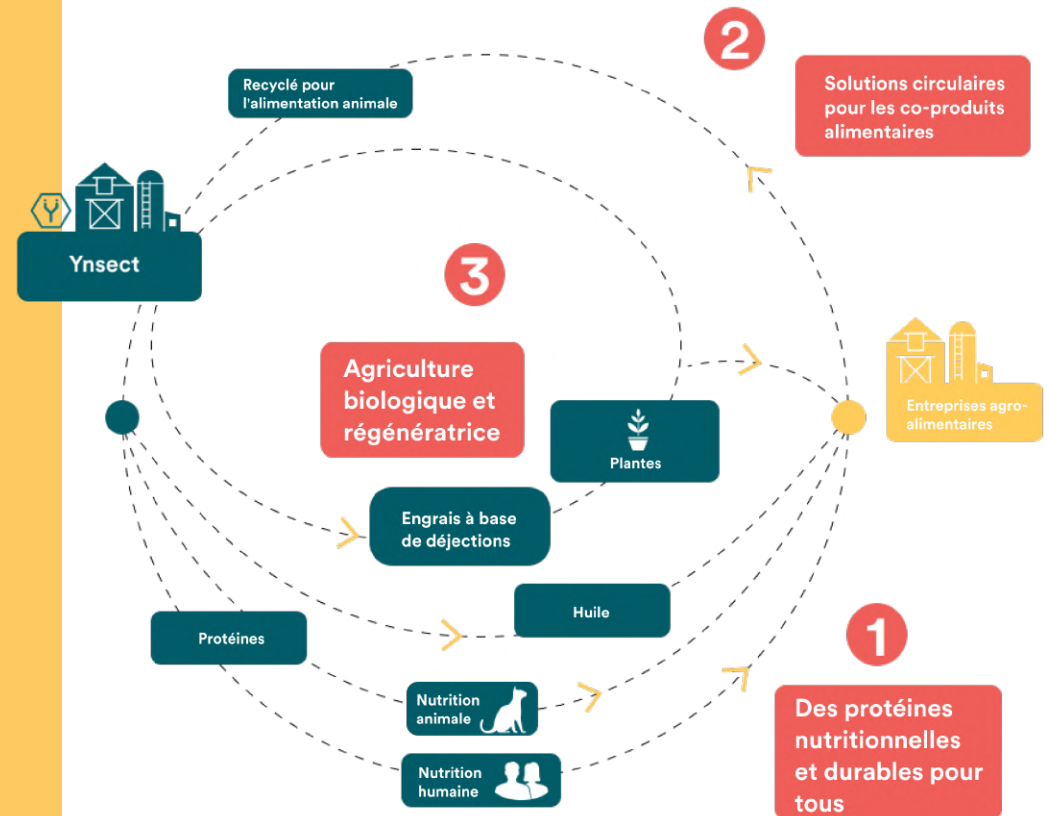 2
Recyclé pour
l'alimentation animale
Solutions circulaires
pour les co-produits
alimentaires
Ynsect
3
Agriculture
biologique et
régénératrice
Entreprises agro-
alimentaires
Plantes
Engrais à base
de déjections
Huile
Protéines
1
Nutrition
animale
Des protéines
nutritionnelles
et durables pour
tous
Nutrition
humaine